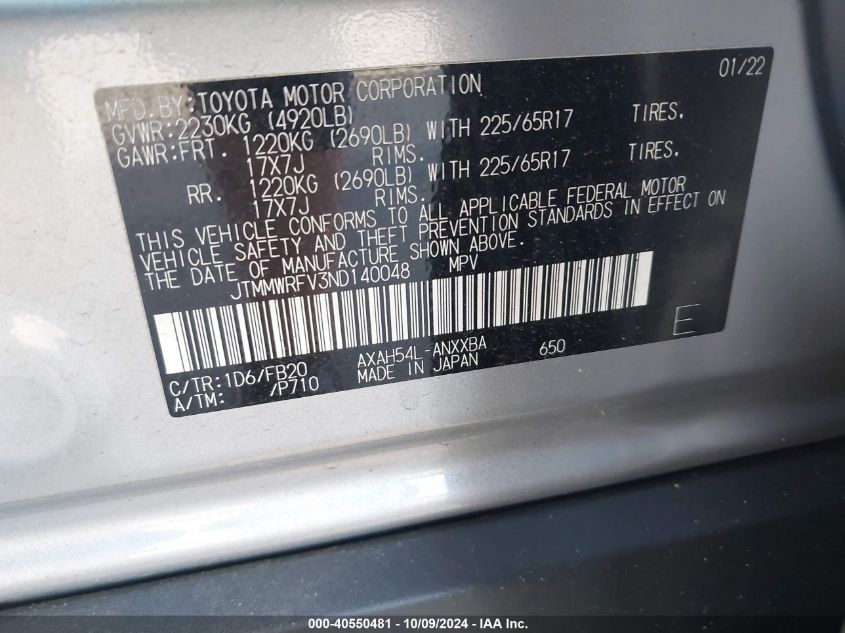 MFD.BY:TOYOTA MOTOR CORPORATION 01/22
GVWR:2230KG (4920LB)
GAWR:FRT. 1220KG (2690LB) WITH 225/65R17 TIRES,
17X7J RIMS.
RR. 1220KG (2690LB) WITH 225/65R17 TIRES,
17X7J RIMS.
THIS VEHICLE CONFORMS TO ALL APPLICABLE FEDERAL MOTOR
VEHICLE SAFETY AND THEFT PREVENTION STANDARDS IN EFFECT ON
THE DATE OF MANUFACTURE SHOWN ABOVE.
JTMMWRFV3ND140048 MPV
E
C/TR:1D6/FB20 AXAH54L-ANXXBA 650
A/TM: /P710 MADE IN JAPAN
000-40550481 - 10/09/2024 - IAA Inc.